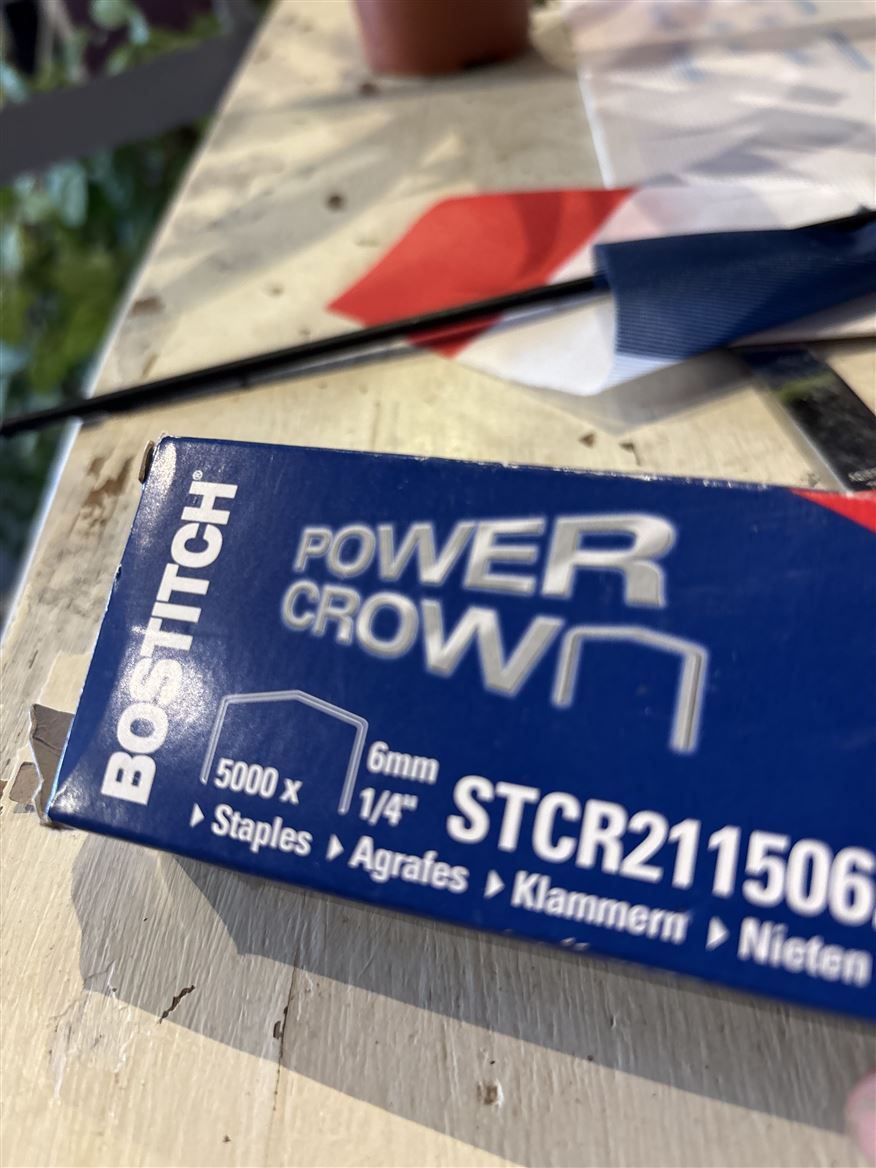 BOSTITCH®
POWER
CROWN
5000 x
6mm
1/4"
STCR211506
▸ Staples ▸ Agrafes ▸ Klammern ▸ Nieten